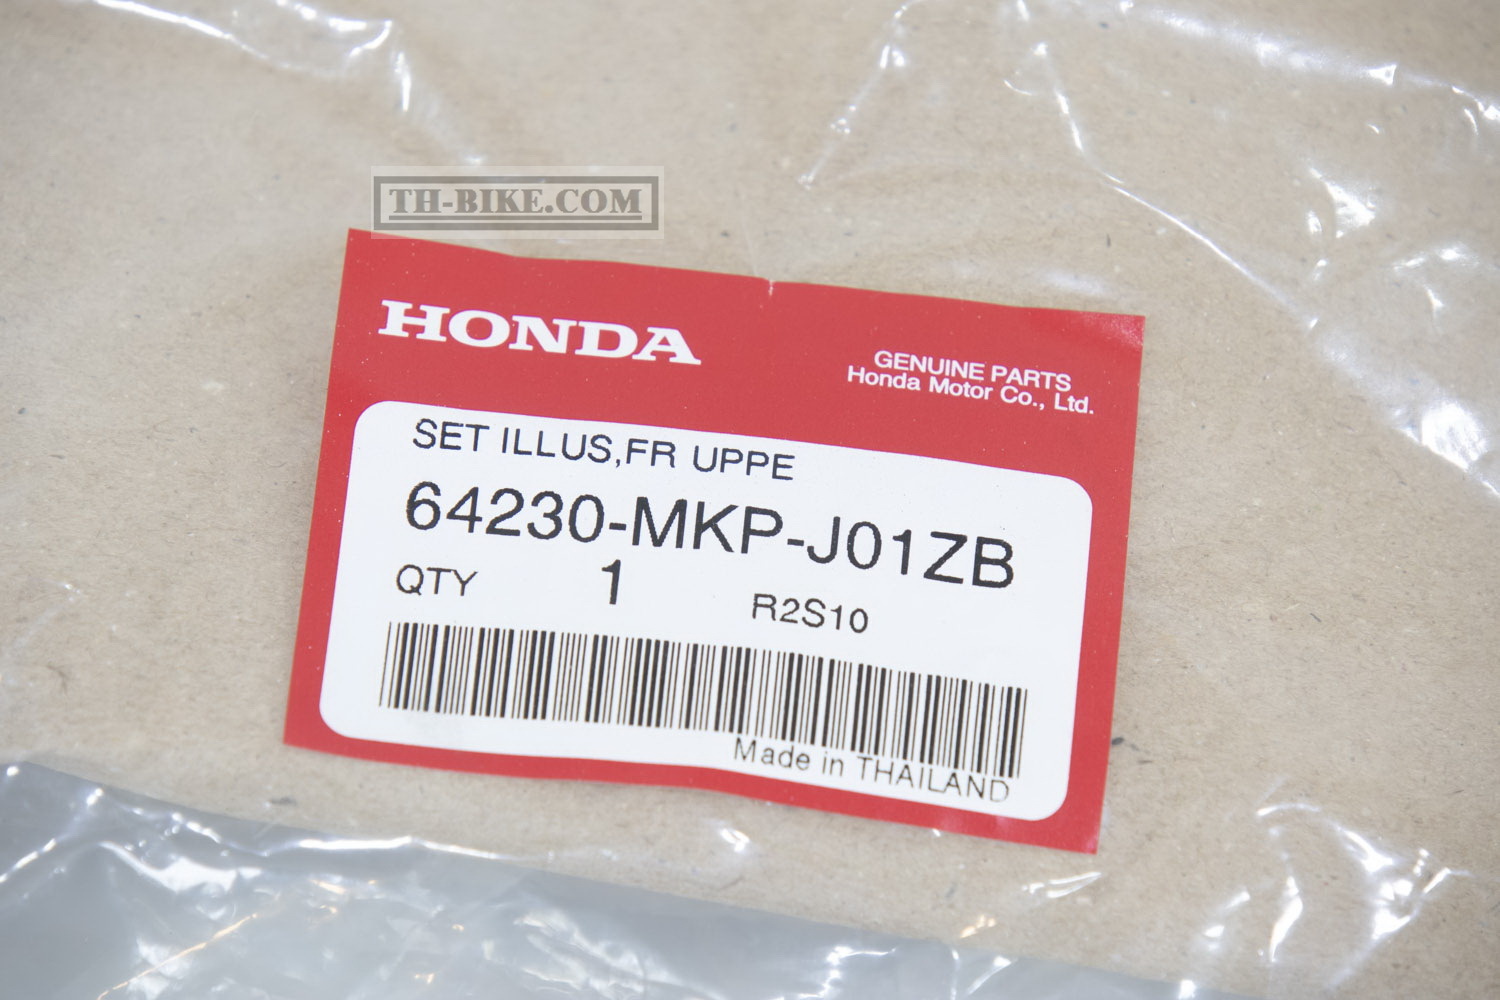 TH-BIKE.COM
HONDA
GENUINE PARTS
Honda Motor Co., Ltd.
SET ILLUS,FR UPPE
64230-MKP-J01ZB
QTY 1 R2S10
Made in THAILAND